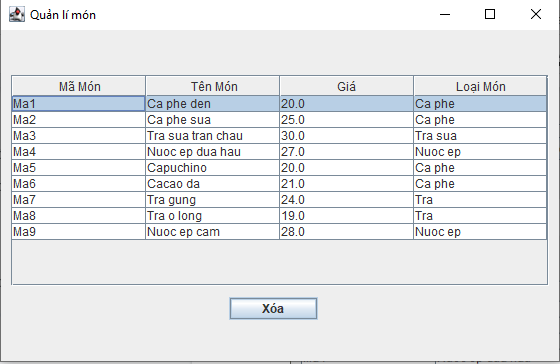 Quản lí món
Mã Món Tên Món Giá Loại Món
Ma1 Ca phe den 20.0 Ca phe
Ma2 Ca phe sua 25.0 Ca phe
Ma3 Tra sua tran chau 30.0 Tra sua
Ma4 Nuoc ep dua hau 27.0 Nuoc ep
Ma5 Capuchino 20.0 Ca phe
Ma6 Cacao da 21.0 Ca phe
Ma7 Tra gung 24.0 Tra
Ma8 Tra o long 19.0 Tra
Ma9 Nuoc ep cam 28.0 Nuoc ep
Xóa